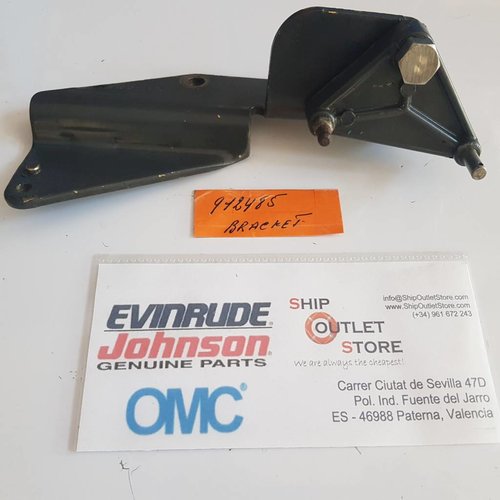 912485
BRACKET
EVINRUDE
Johnson
GENUINE PARTS
OMC®
SHIP
OUTLET
STORE
We are always the cheapest!
info@ShipOutletStore.com
www.ShipOutletStore.com
(+34) 961 672 243
Carrer Ciutat de Sevilla 47D
Pol. Ind. Fuente del Jarro
ES - 46988 Paterna, Valencia